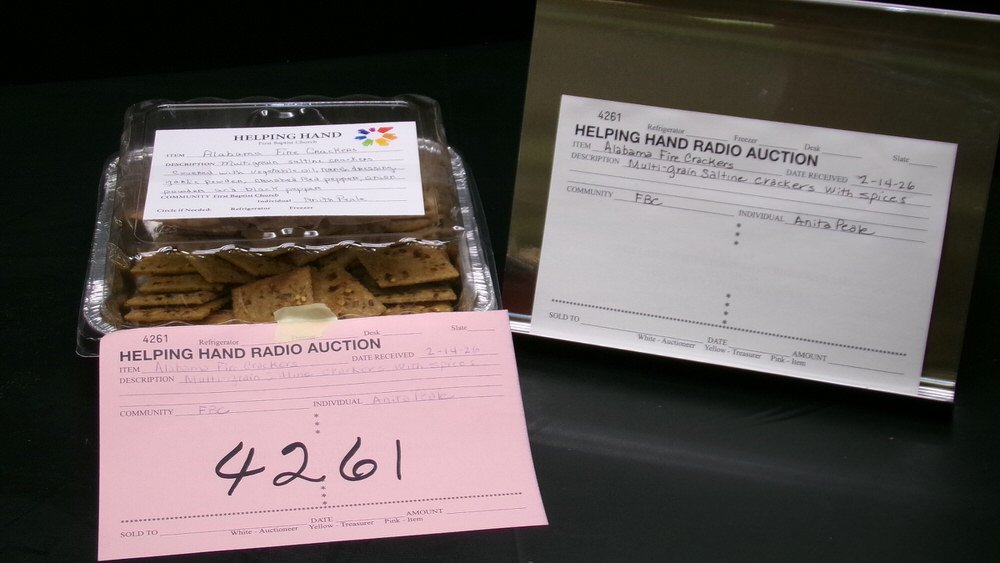 HELPING HAND
First Baptist Church
ITEM Alabama Fire Crackers
DESCRIPTION Multigrain saltine crackers
covered with vegetable oil, ranch dressing,
garlic powder, crushed Red pepper, onion
powder and black pepper
COMMUNITY First Baptist Church
Individual Anita Peake
Circle if Needed: Refrigerator Freezer
4261
Refrigerator Freezer Desk Slate
HELPING HAND RADIO AUCTION
ITEM Alabama Fire Crackers DATE RECEIVED 2-14-26
DESCRIPTION Multi-grain Saltine crackers with spices
COMMUNITY FBC INDIVIDUAL Anita Peake
SOLD TO DATE AMOUNT
White - Auctioneer Yellow - Treasurer Pink - Item
4261
Refrigerator Desk Slate
HELPING HAND RADIO AUCTION
ITEM Alabama Fire Crackers DATE RECEIVED 2-14-26
DESCRIPTION Multi-grain Saltine crackers with spices
COMMUNITY FBC INDIVIDUAL Anita Peake
4261
SOLD TO DATE AMOUNT
White - Auctioneer Yellow - Treasurer Pink - Item